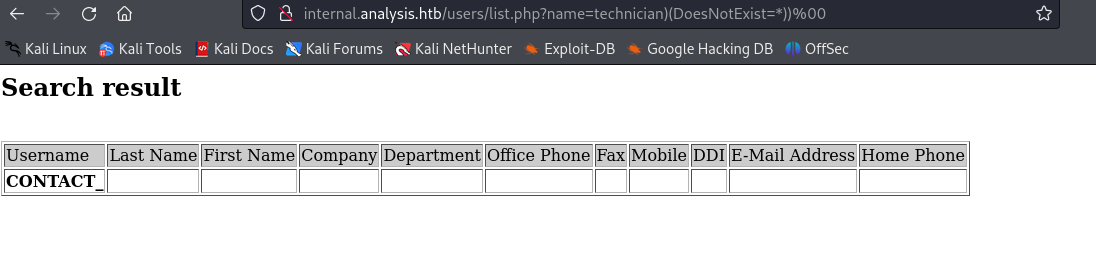 internal.analysis.htb/users/list.php?name=technician)(DoesNotExist=*))%00
Kali Linux Kali Tools Kali Docs Kali Forums Kali NetHunter Exploit-DB Google Hacking DB OffSec
Search result
Username Last Name First Name Company Department Office Phone Fax Mobile DDI E-Mail Address Home Phone
CONTACT_